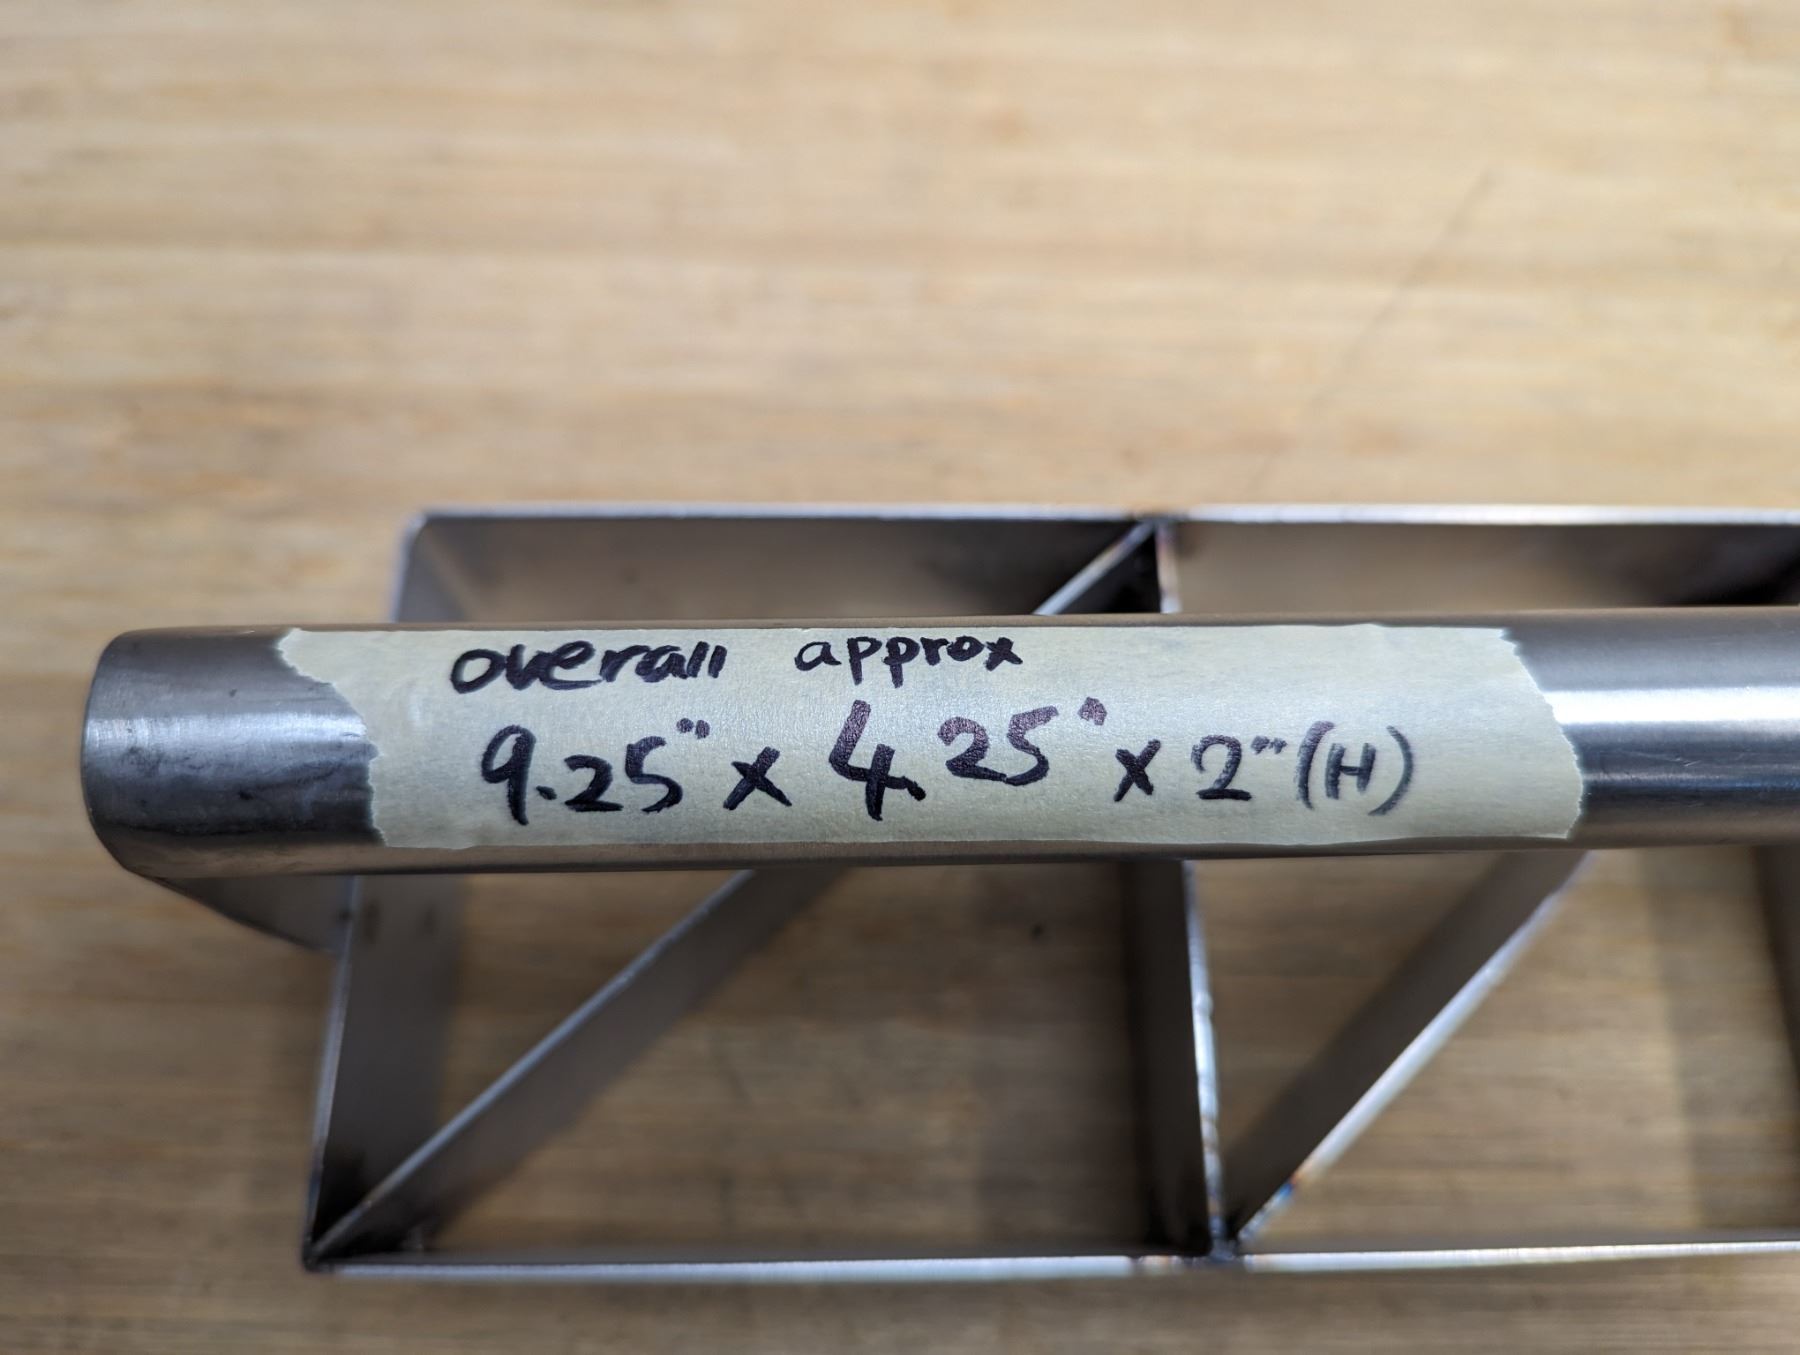 overall approx
9.25" x 4.25" x 2" (H)